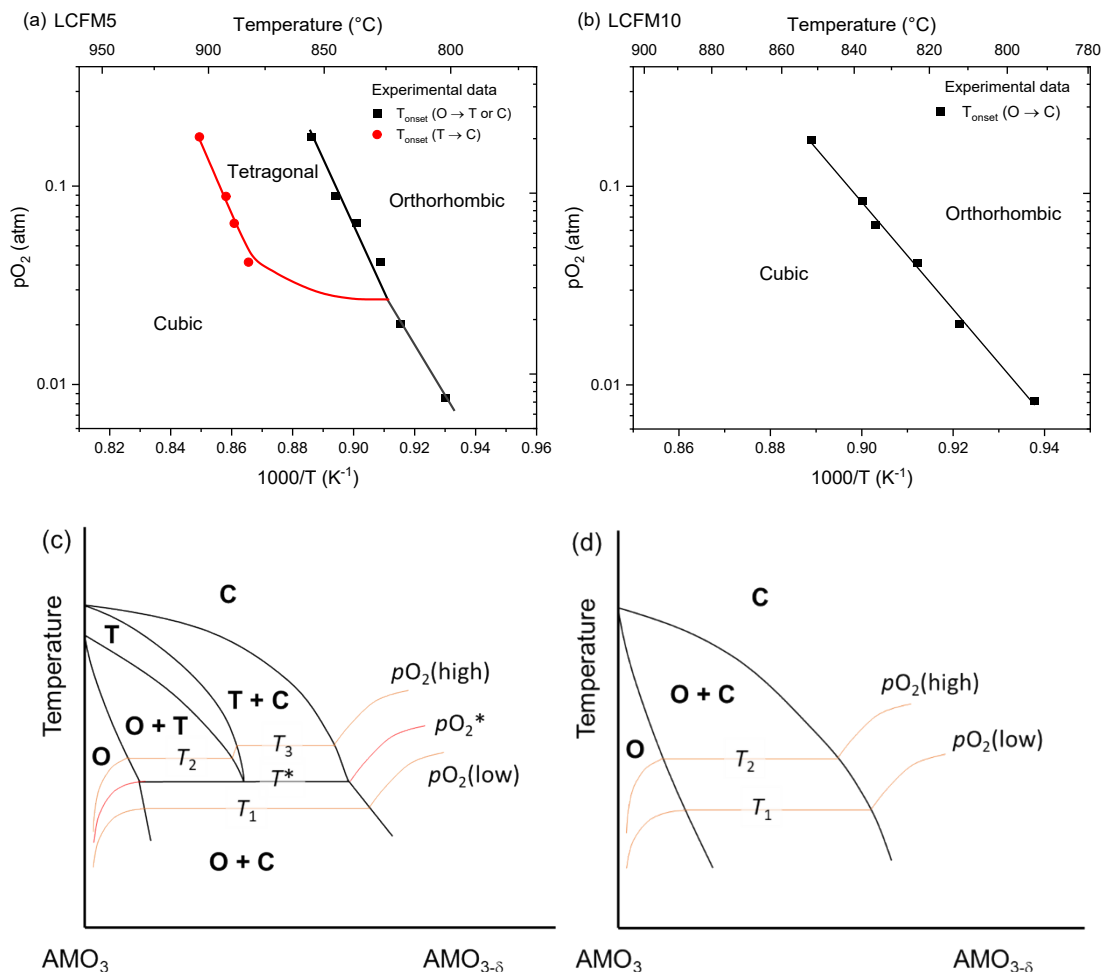 (a) LCFM5
Temperature (°C)
950 900 850 800
Experimental data
Tonset (O → T or C)
Tonset (T → C)
Tetragonal
Orthorhombic
Cubic
pO2 (atm)
0.1
0.01
0.82 0.84 0.86 0.88 0.90 0.92 0.94 0.96
1000/T (K-1)
(b) LCFM10
Temperature (°C)
900 880 860 840 820 800 780
Experimental data
Tonset (O → C)
Orthorhombic
Cubic
pO2 (atm)
0.1
0.01
0.86 0.88 0.90 0.92 0.94
1000/T (K-1)
(c)
Temperature
C
T
T + C
O + T
O
pO2(high)
pO2*
pO2(low)
T2
T3
T*
T1
O + C
AMO3
AMO3-δ
(d)
Temperature
C
O + C
O
pO2(high)
pO2(low)
T2
T1
AMO3
AMO3-δ